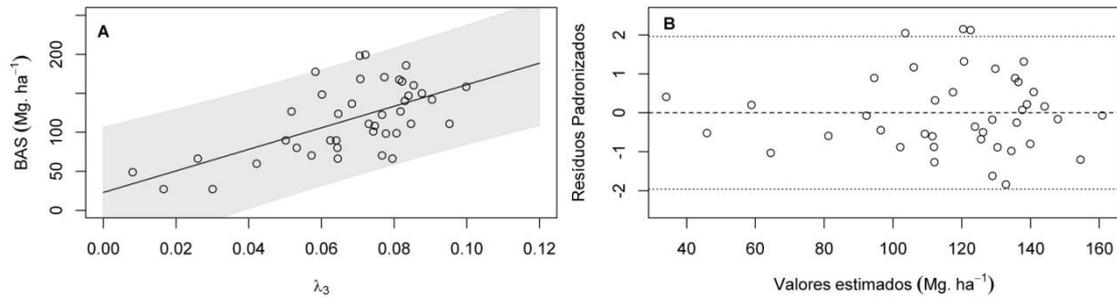 A
BAS (Mg. ha⁻¹)
200
100
50
0
0.00 0.02 0.04 0.06 0.08 0.10 0.12
λ₃
B
Resíduos Padronizados
2
1
0
-1
-2
40 60 80 100 120 140 160
Valores estimados (Mg. ha⁻¹)